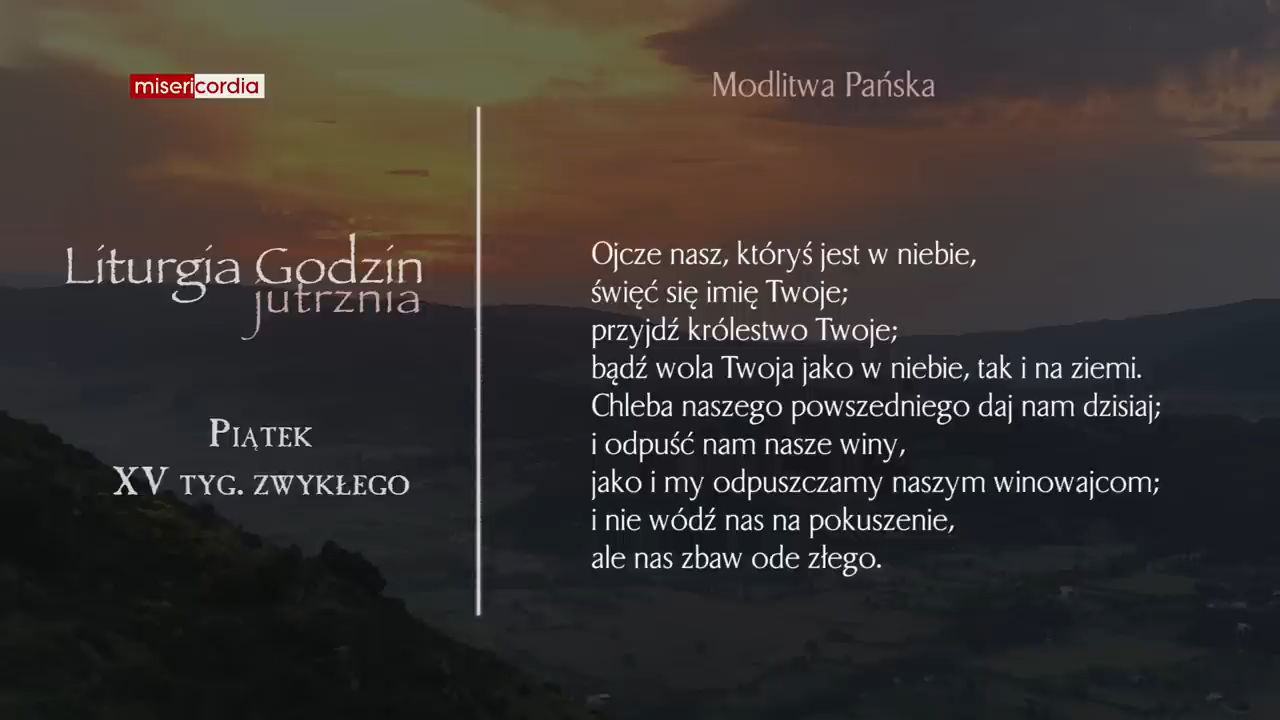 misericordia
Liturgia Godzin
jutrznia
Piątek
XV tyg. zwykłego
Modlitwa Pańska
Ojcze nasz, któryś jest w niebie,
święć się imię Twoje;
przyjdź królestwo Twoje;
bądź wola Twoja jako w niebie, tak i na ziemi.
Chleba naszego powszedniego daj nam dzisiaj;
i odpuść nam nasze winy,
jako i my odpuszczamy naszym winowajcom;
i nie wódź nas na pokuszenie,
ale nas zbaw ode złego.